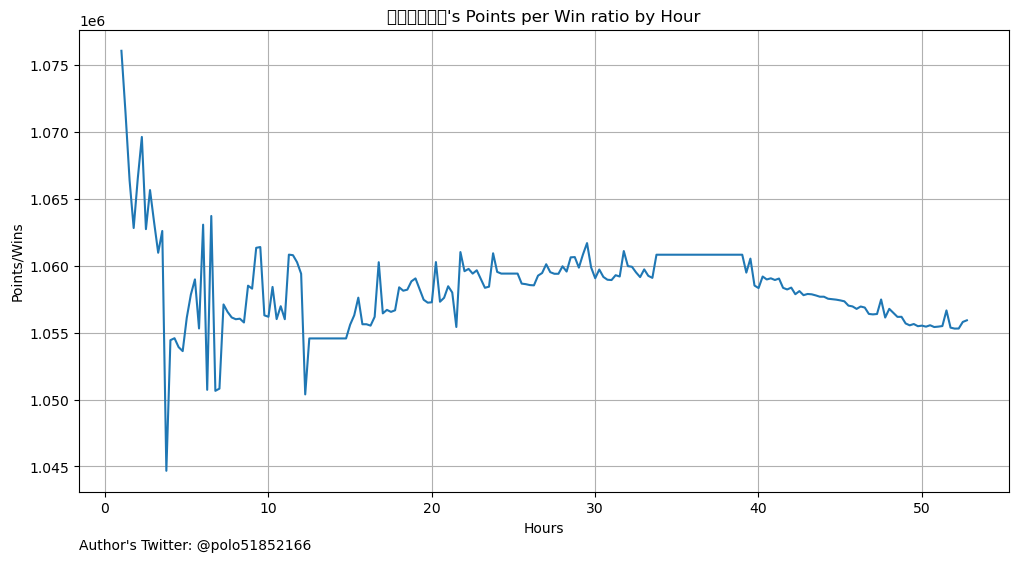 's Points per Win ratio by Hour
1e6
1.075
1.070
1.065
1.060
1.055
1.050
1.045
Points/Wins
0 10 20 30 40 50
Hours
Author's Twitter: @polo51852166